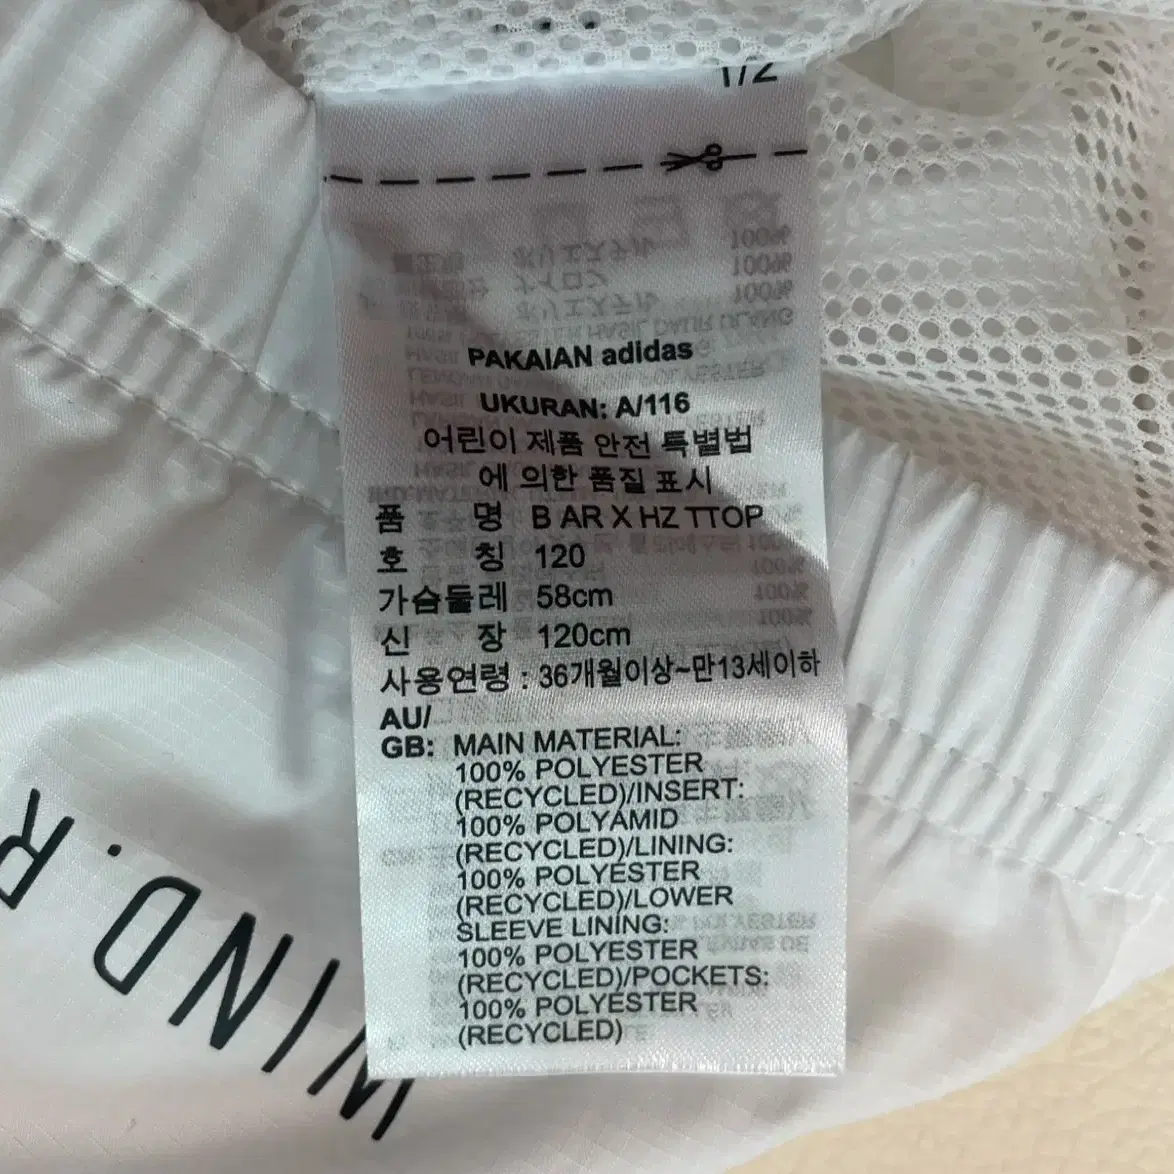 1/2
PAKAIAN adidas
UKURAN: A/116
어린이 제품 안전 특별법
에 의한 품질 표시
품 명 B AR X HZ TTOP
호 칭 120
가슴둘레 58cm
신 장 120cm
사용연령 : 36개월이상~만13세이하
AU/
GB: MAIN MATERIAL:
100% POLYESTER
(RECYCLED)/INSERT:
100% POLYAMID
(RECYCLED)/LINING:
100% POLYESTER
(RECYCLED)/LOWER
SLEEVE LINING:
100% POLYESTER
(RECYCLED)/POCKETS:
100% POLYESTER
(RECYCLED)
WIND.R